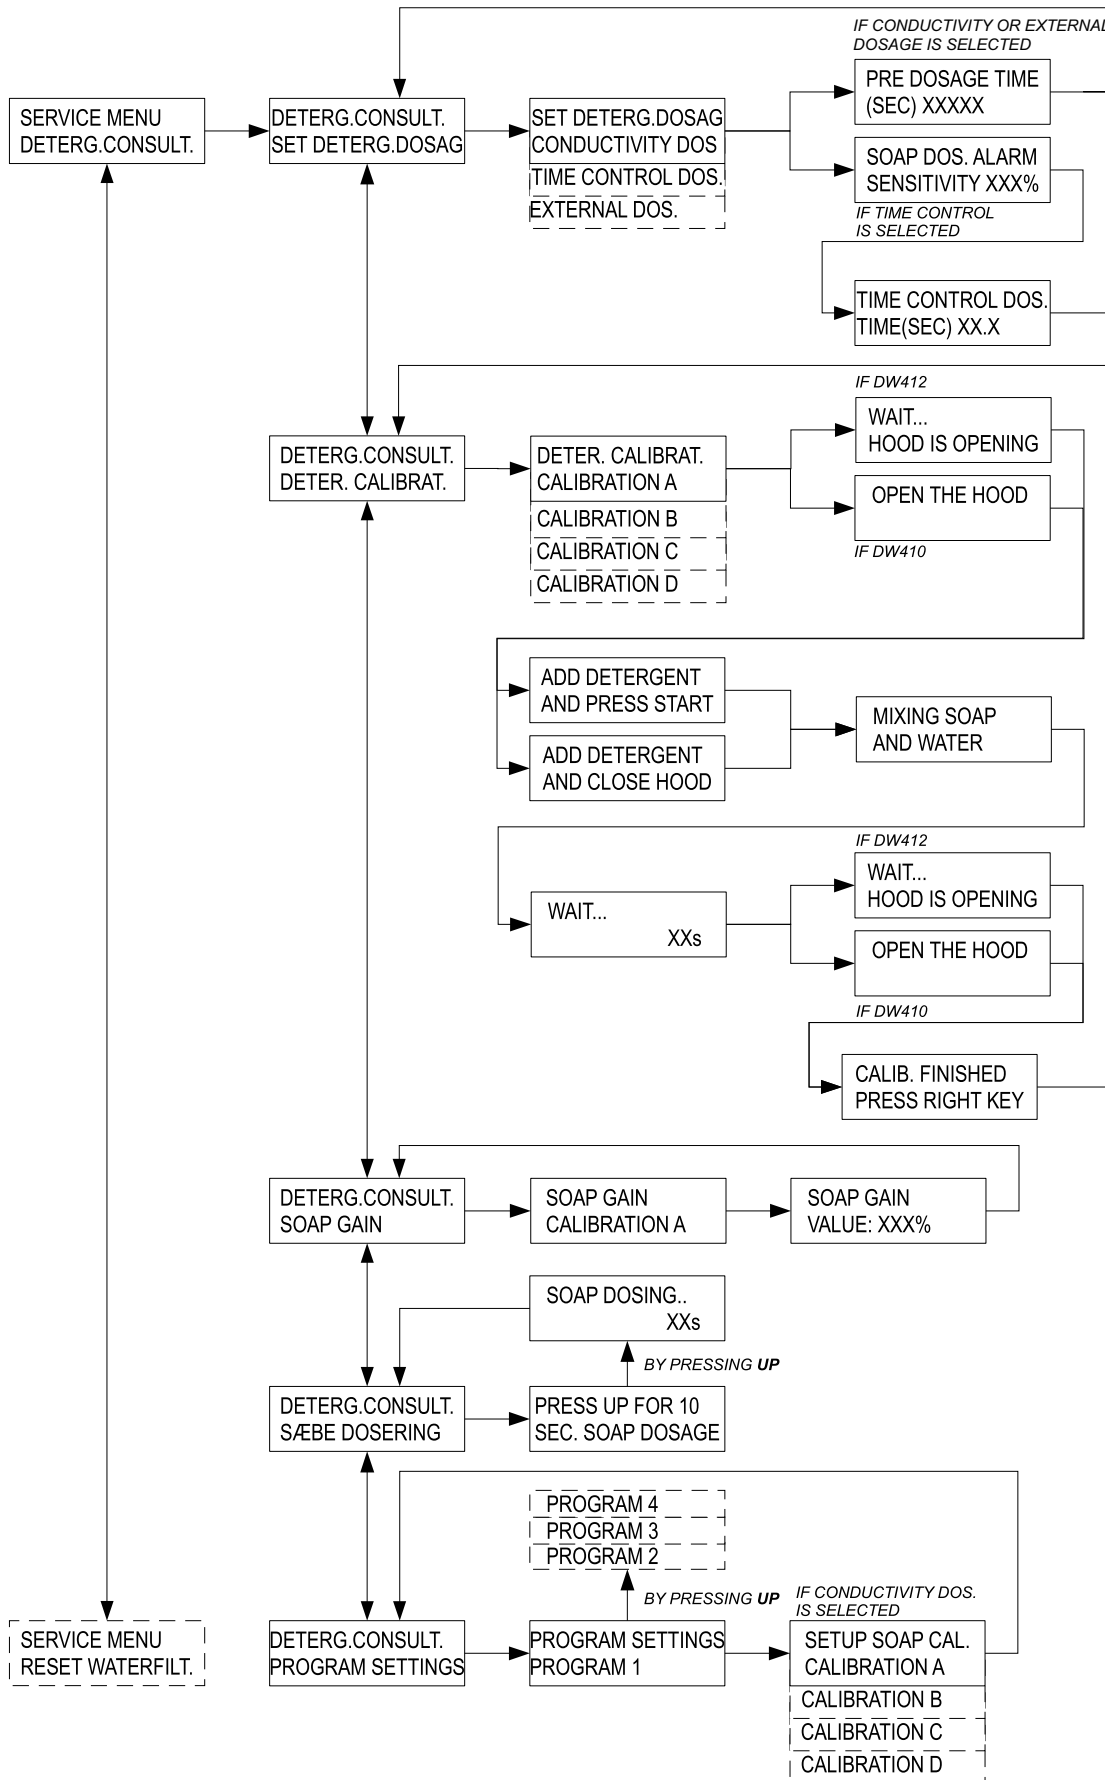 IF CONDUCTIVITY OR EXTERNAL
DOSAGE IS SELECTED
PRE DOSAGE TIME
(SEC) XXXXX
SERVICE MENU
DETERG.CONSULT.
DETERG.CONSULT.
SET DETERG.DOSAG
SET DETERG.DOSAG
CONDUCTIVITY DOS
TIME CONTROL DOS.
EXTERNAL DOS.
SOAP DOS. ALARM
SENSITIVITY XXX%
IF TIME CONTROL
IS SELECTED
TIME CONTROL DOS.
TIME(SEC) XX.X
IF DW412
WAIT...
HOOD IS OPENING
DETERG.CONSULT.
DETER. CALIBRAT.
DETER. CALIBRAT.
CALIBRATION A
CALIBRATION B
CALIBRATION C
CALIBRATION D
OPEN THE HOOD
IF DW410
ADD DETERGENT
AND PRESS START
ADD DETERGENT
AND CLOSE HOOD
MIXING SOAP
AND WATER
IF DW412
WAIT...
HOOD IS OPENING
WAIT...
XXs
OPEN THE HOOD
IF DW410
CALIB. FINISHED
PRESS RIGHT KEY
DETERG.CONSULT.
SOAP GAIN
SOAP GAIN
CALIBRATION A
SOAP GAIN
VALUE: XXX%
SOAP DOSING..
XXs
BY PRESSING UP
DETERG.CONSULT.
SÆBE DOSERING
PRESS UP FOR 10
SEC. SOAP DOSAGE
PROGRAM 4
PROGRAM 3
PROGRAM 2
BY PRESSING UP
IF CONDUCTIVITY DOS.
IS SELECTED
SERVICE MENU
RESET WATERFILT.
DETERG.CONSULT.
PROGRAM SETTINGS
PROGRAM SETTINGS
PROGRAM 1
SETUP SOAP CAL.
CALIBRATION A
CALIBRATION B
CALIBRATION C
CALIBRATION D